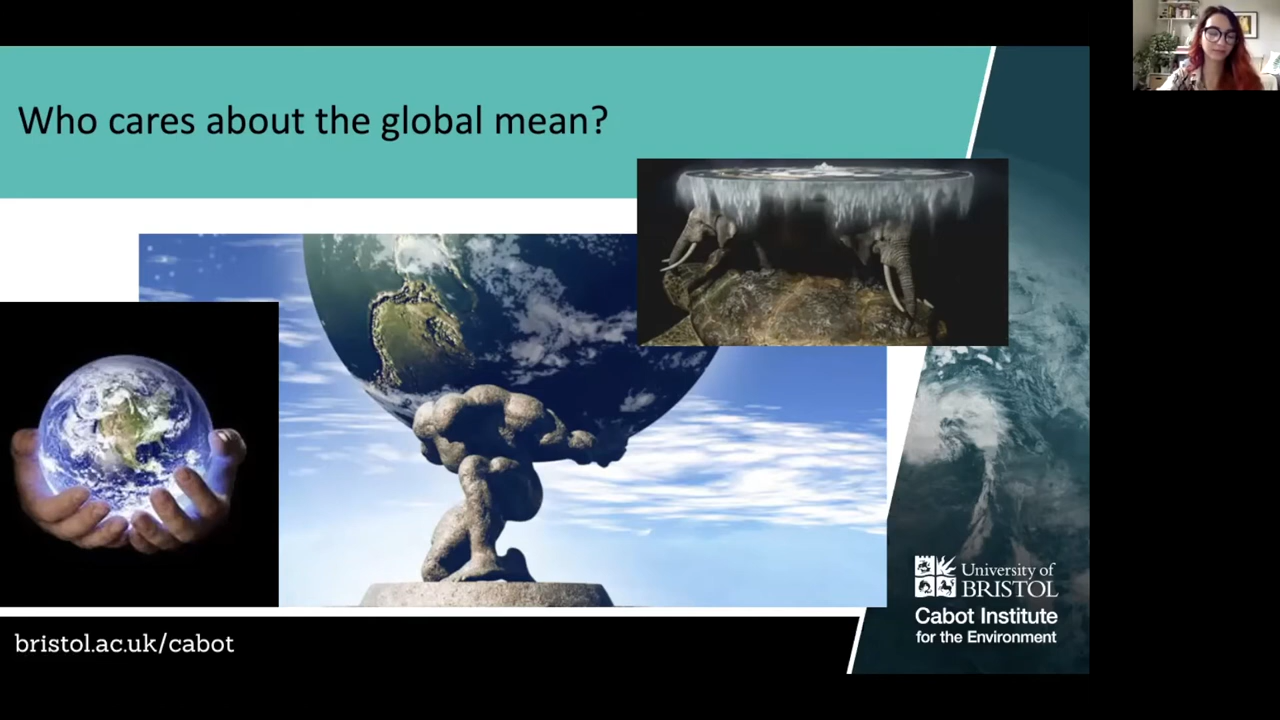 Who cares about the global mean?
University of
BRISTOL
Cabot Institute
for the Environment
bristol.ac.uk/cabot